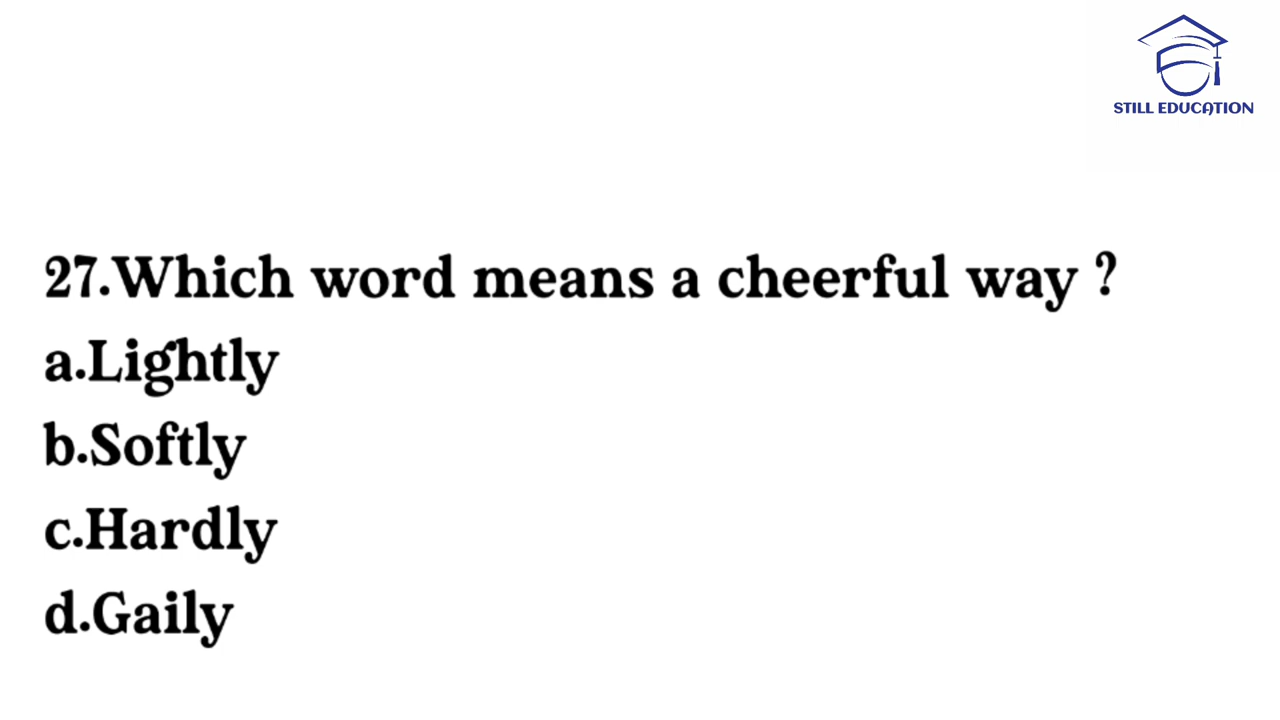 STILL EDUCATION
27.Which word means a cheerful way ?
a.Lightly
b.Softly
c.Hardly
d.Gaily